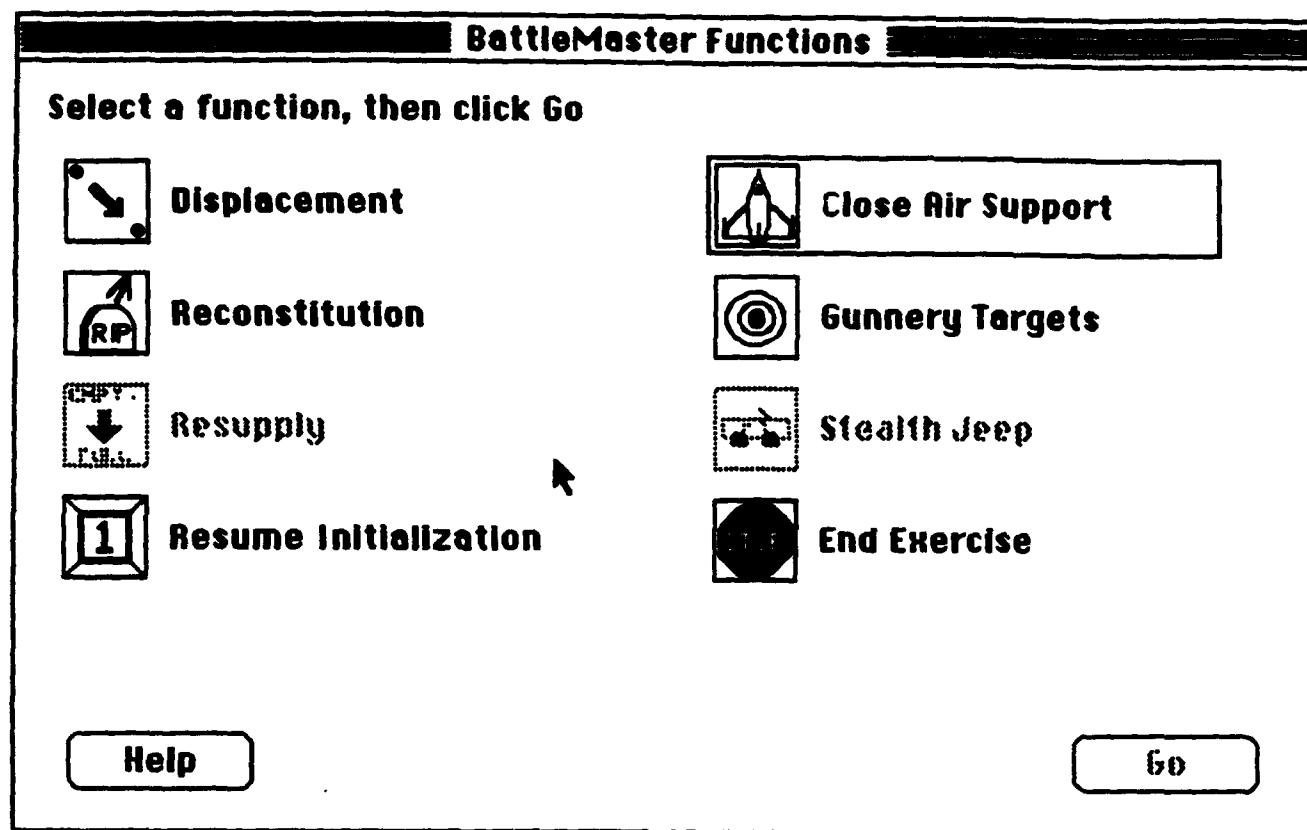 BattleMaster Functions
Select a function, then click Go
Displacement
Close Air Support
RIP
Reconstitution
Gunnery Targets
Resupply
Stealth Jeep
1
Resume Initialization
End Exercise
Help
Go